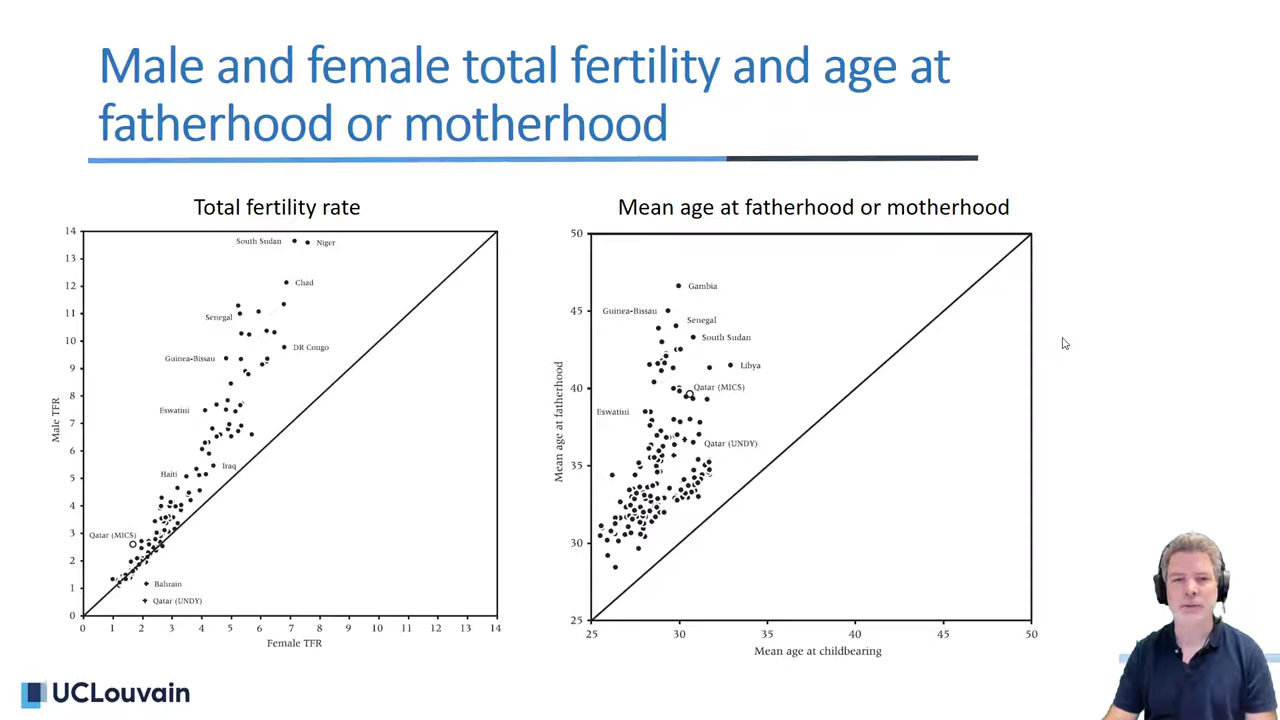 Male and female total fertility and age at
fatherhood or motherhood
Total fertility rate
14
13
12
11
10
9
8
7
6
5
4
3
2
1
0
Male TFR
South Sudan
Niger
Chad
Senegal
DR Congo
Guinea-Bissau
Eswatini
Iraq
Haiti
Qatar (MICS)
Bahrain
Qatar (UNDY)
0 1 2 3 4 5 6 7 8 9 10 11 12 13 14
Female TFR
Mean age at fatherhood or motherhood
50
45
40
35
30
25
Mean age at fatherhood
Gambia
Guinea-Bissau
Senegal
South Sudan
Libya
Qatar (MICS)
Eswatini
Qatar (UNDY)
25 30 35 40 45 50
Mean age at childbearing
UCLouvain